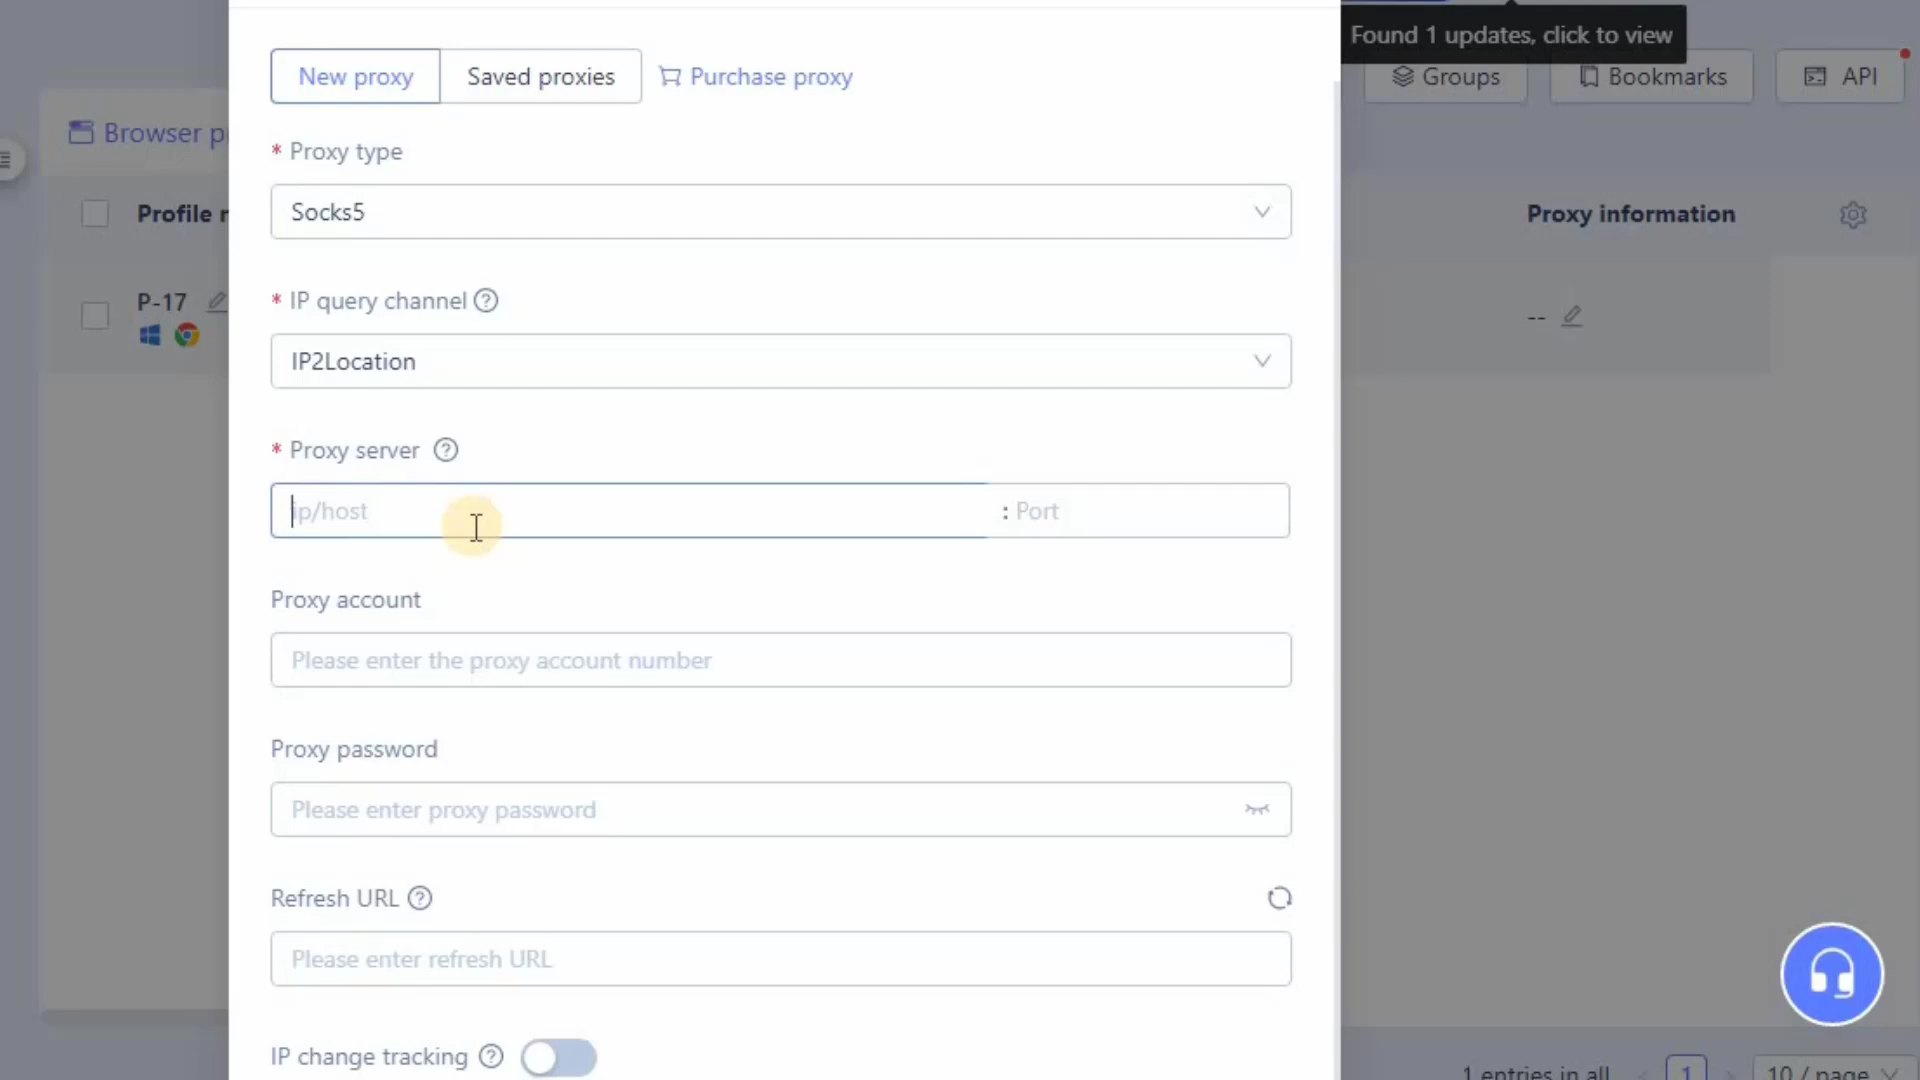 Found 1 updates, click to view
New proxy
Saved proxies
Purchase proxy
Groups
Bookmarks
API
Browser
* Proxy type
Socks5
Profile
Proxy information
* IP query channel
P-17
--
IP2Location
* Proxy server
ip/host
: Port
Proxy account
Please enter the proxy account number
Proxy password
Please enter proxy password
Refresh URL
Please enter refresh URL
IP change tracking
1 entries in all
1
10 / page